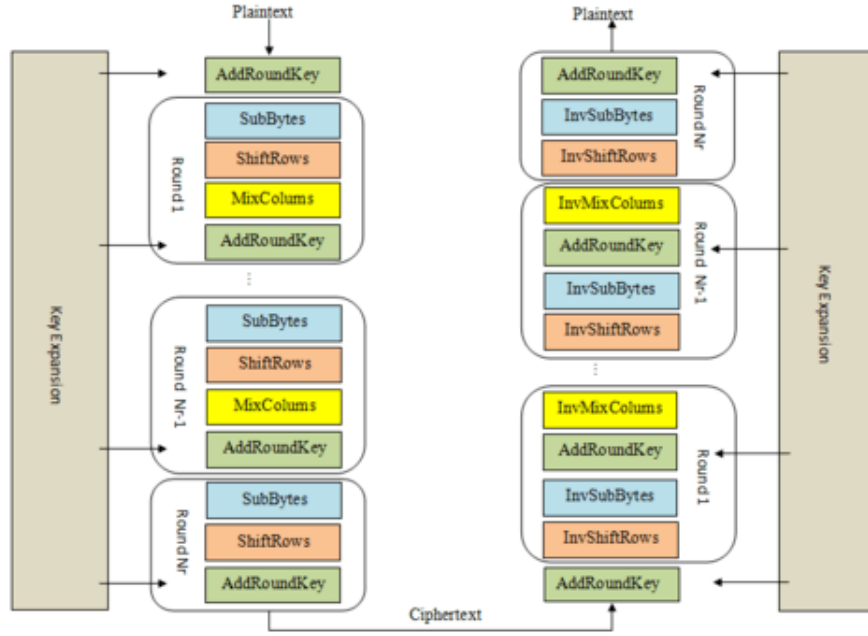 Plaintext
AddRoundKey
SubBytes
ShiftRows
MixColums
AddRoundKey
Round 1
...
SubBytes
ShiftRows
MixColums
AddRoundKey
Round Nr-1
SubBytes
ShiftRows
AddRoundKey
Round Nr
Key Expansion
Ciphertext
Plaintext
AddRoundKey
InvSubBytes
InvShiftRows
Round Nr
InvMixColums
AddRoundKey
InvSubBytes
InvShiftRows
Round Nr-1
...
InvMixColums
AddRoundKey
InvSubBytes
InvShiftRows
Round 1
AddRoundKey
Key Expansion